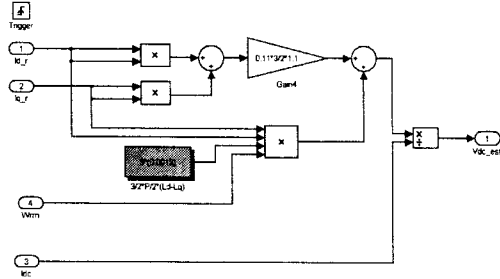 Trigger
1
Id_r
2
Iq_r
0.11*3/2*1.1
Gain4
3/2*P/2*(Ld-Lq)
4
Wrm
3
Idc
1
Vdc_est